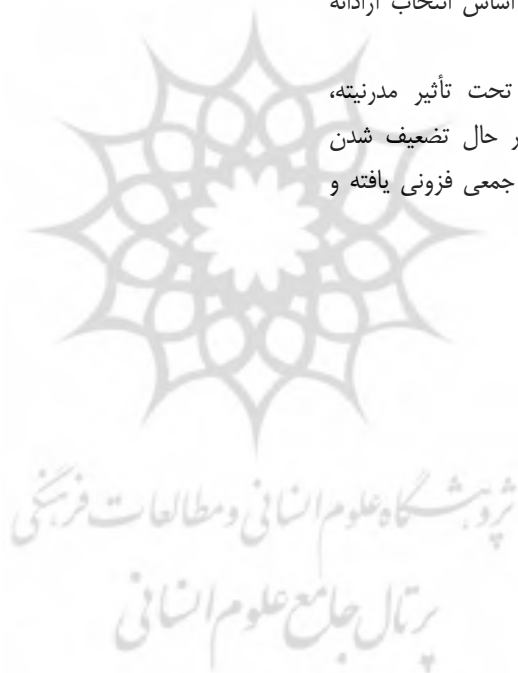 اساس انتخاب آزادانه
تحت تأثیر مدرنیته،
ر حال تضعیف شدن
جمعی فزونی یافته و
پژوهشگاه علوم انسانی و مطالعات فرهنگی
پرتال جامع علوم انسانی